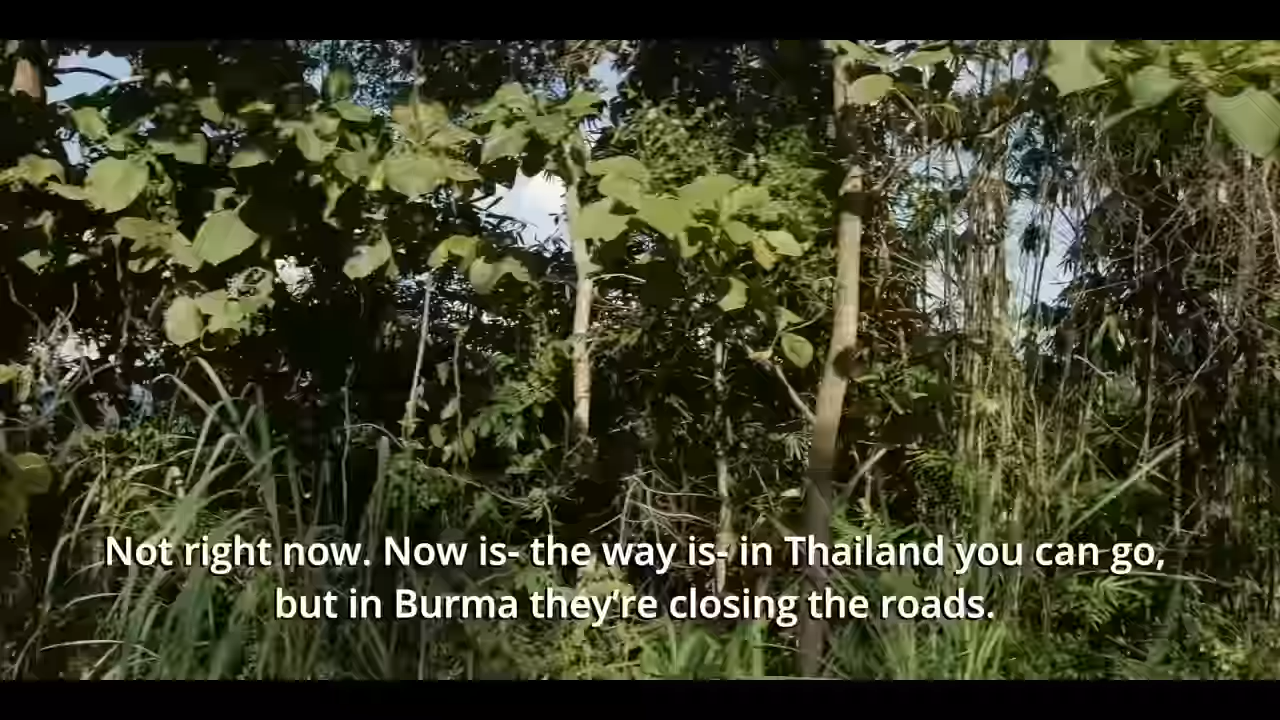 Not right now. Now is- the way is- in Thailand you can go,
but in Burma they're closing the roads.